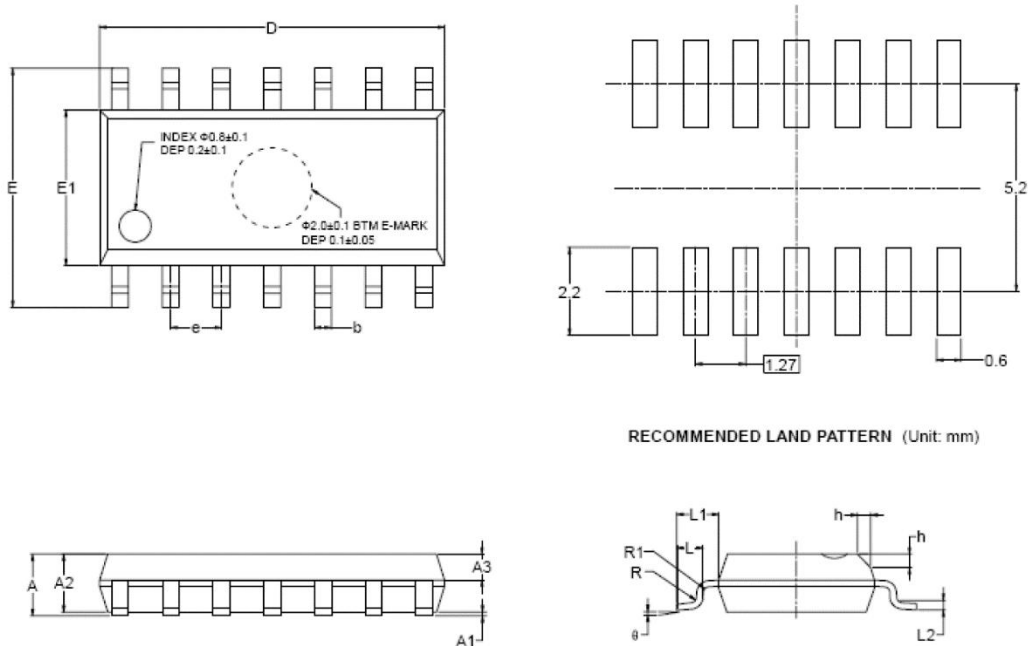 D
E
E1
INDEX Φ0.8±0.1
DEP 0.2±0.1
Φ2.0±0.1 BTM E-MARK
DEP 0.1±0.05
e
b
5.2
2.2
1.27
0.6
RECOMMENDED LAND PATTERN (Unit: mm)
A
A2
A3
A1
L1
h
h
R1
L
R
θ
L2